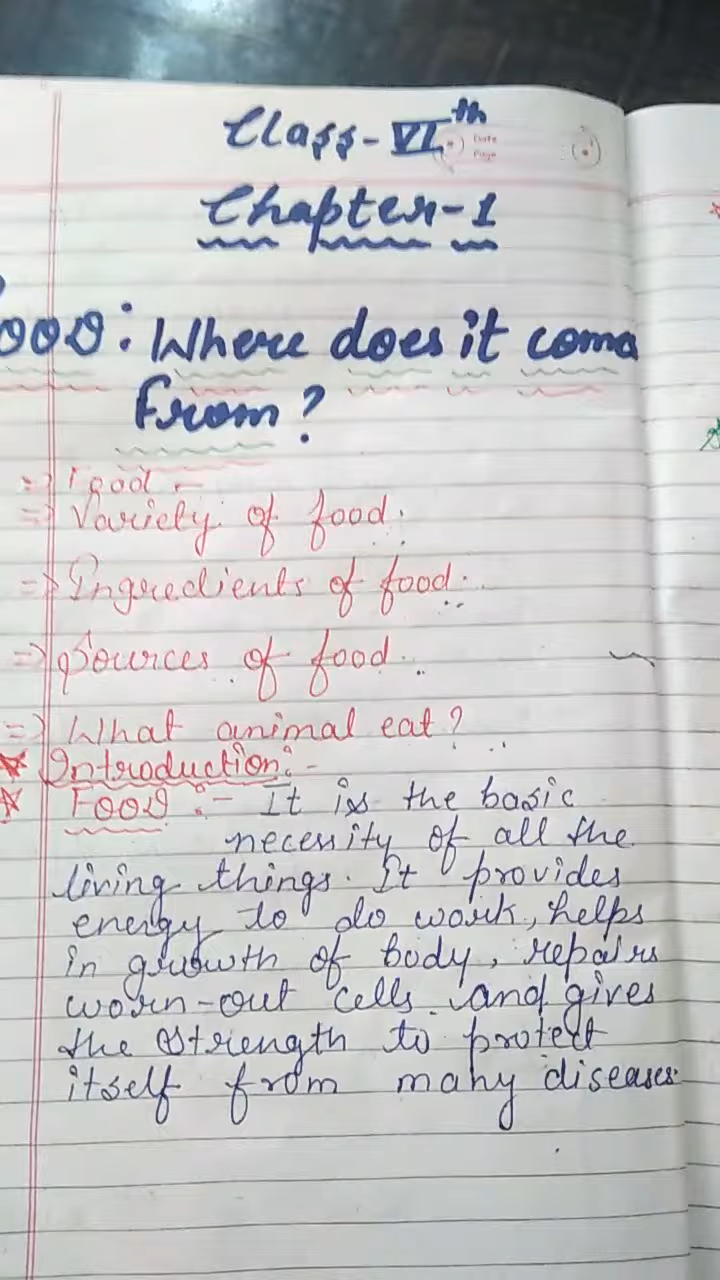 Class-VIth
Date
Page
Chapter-1
ood: Where does it come
From?
=> Food -
=> Variety of food.
=> Ingredients of food.
=> Sources of food.
=> What animal eat?
Introduction:-
Food :- It is the basic
necessity of all the
living things. It provides
energy to do work, helps
in growth of body, repairs
worn-out cells and gives
the strength to protect
itself from many diseases.